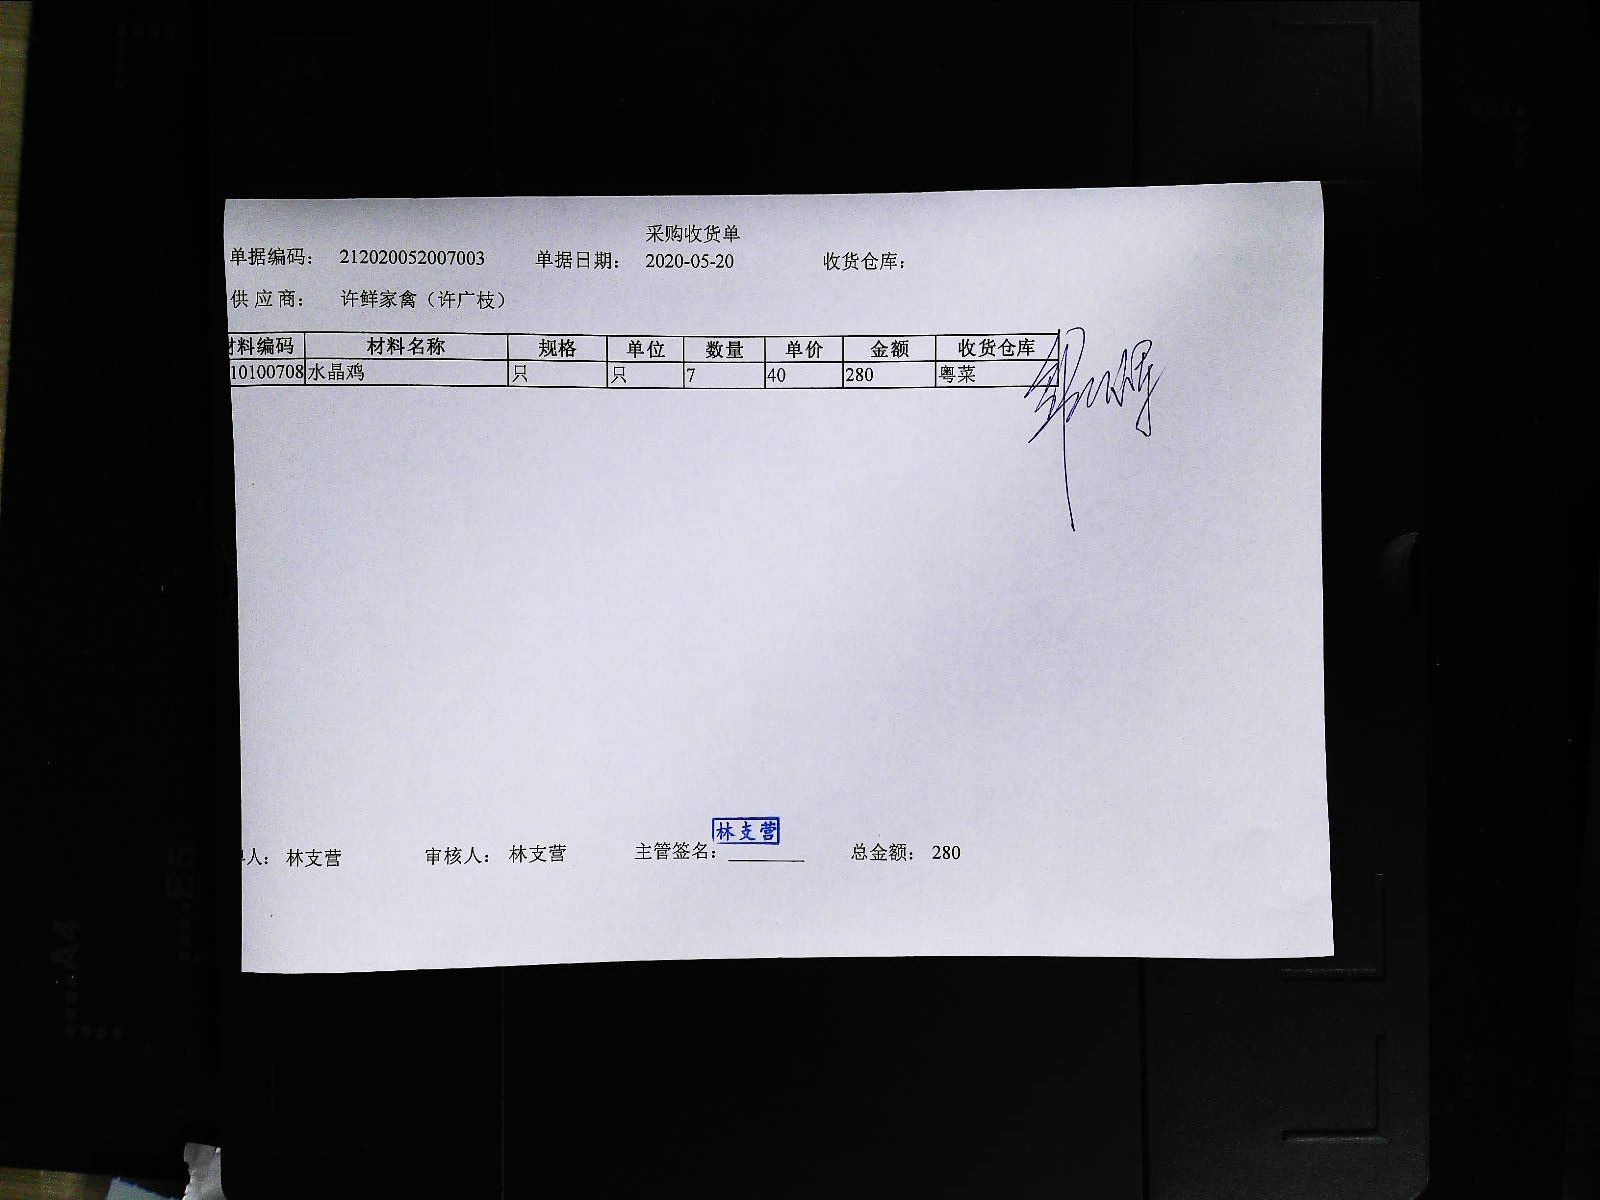 采购收货单
单据编码: 212020052007003 单据日期: 2020-05-20 收货仓库:
供应商: 许鲜家禽（许广枝）
材料编码 材料名称 规格 单位 数量 单价 金额 收货仓库
10100708 水晶鸡 只 只 7 40 280 粤菜
林支营
人: 林支营 审核人: 林支营 主管签名: 总金额: 280
A4